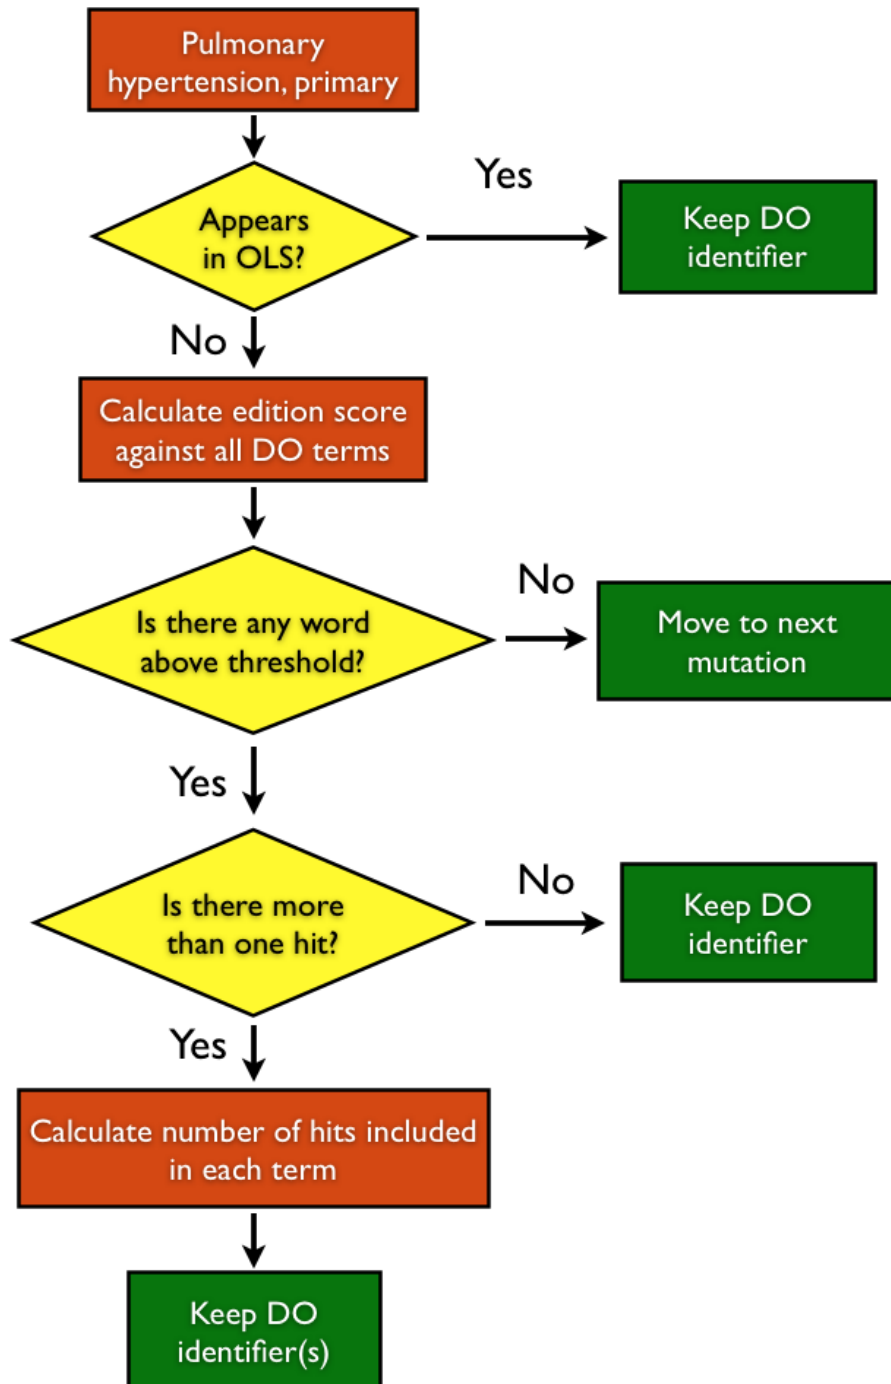 Pulmonary
hypertension, primary
Appears
in OLS?
Yes
Keep DO
identifier
No
Calculate edition score
against all DO terms
Is there any word
above threshold?
No
Move to next
mutation
Yes
Is there more
than one hit?
No
Keep DO
identifier
Yes
Calculate number of hits included
in each term
Keep DO
identifier(s)